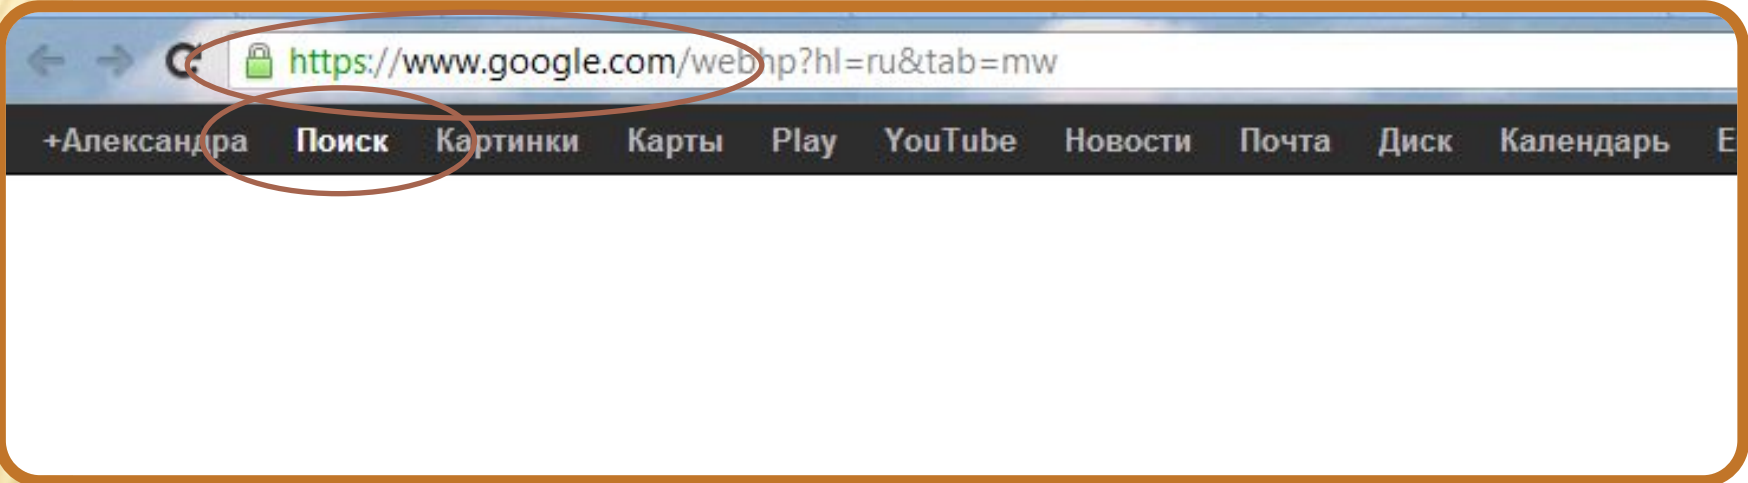 https://www.google.com/webhp?hl=ru&tab=mw
+Александра Поиск Картинки Карты Play YouTube Новости Почта Диск Календарь